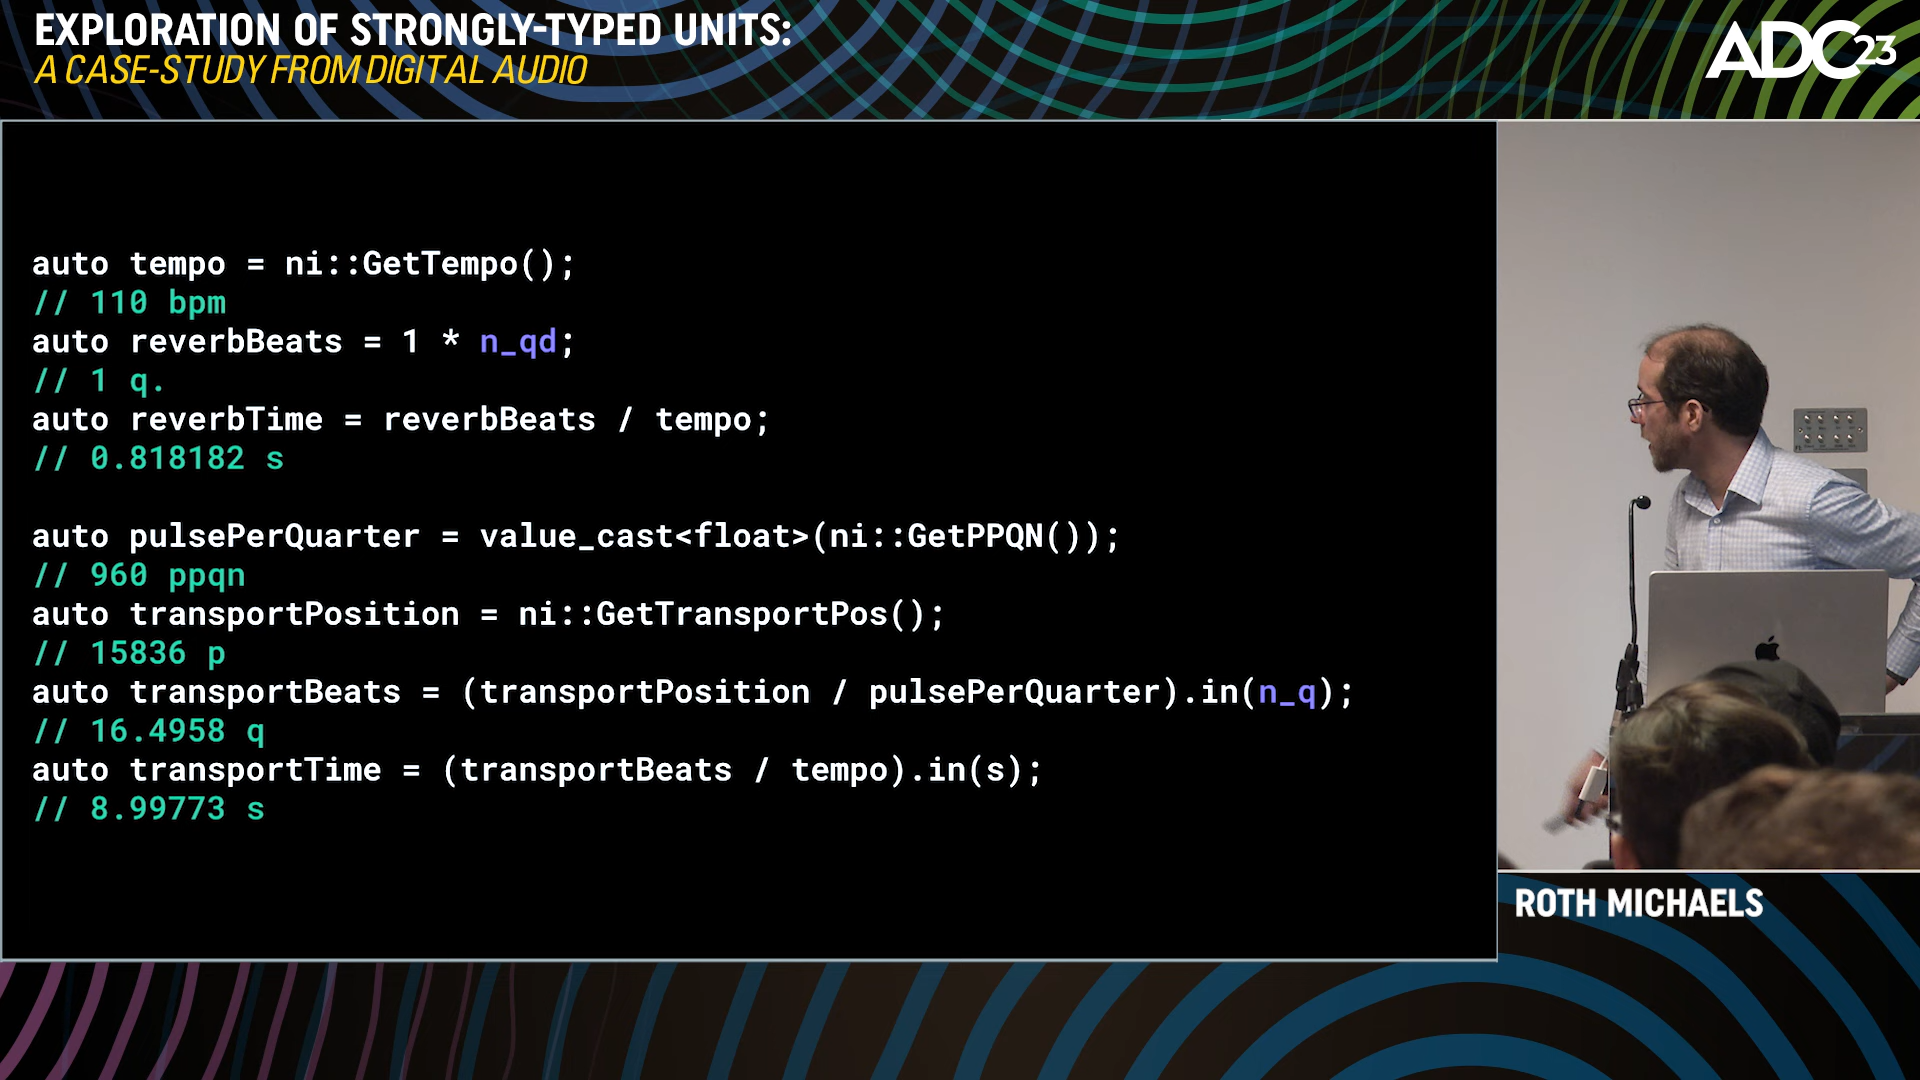 EXPLORATION OF STRONGLY-TYPED UNITS:
A CASE-STUDY FROM DIGITAL AUDIO
ADC23
auto tempo = ni::GetTempo();
// 110 bpm
auto reverbBeats = 1 * n_qd;
// 1 q.
auto reverbTime = reverbBeats / tempo;
// 0.818182 s
auto pulsePerQuarter = value_cast<float>(ni::GetPPQN());
// 960 ppqn
auto transportPosition = ni::GetTransportPos();
// 15836 p
auto transportBeats = (transportPosition / pulsePerQuarter).in(n_q);
// 16.4958 q
auto transportTime = (transportBeats / tempo).in(s);
// 8.99773 s
ROTH MICHAELS